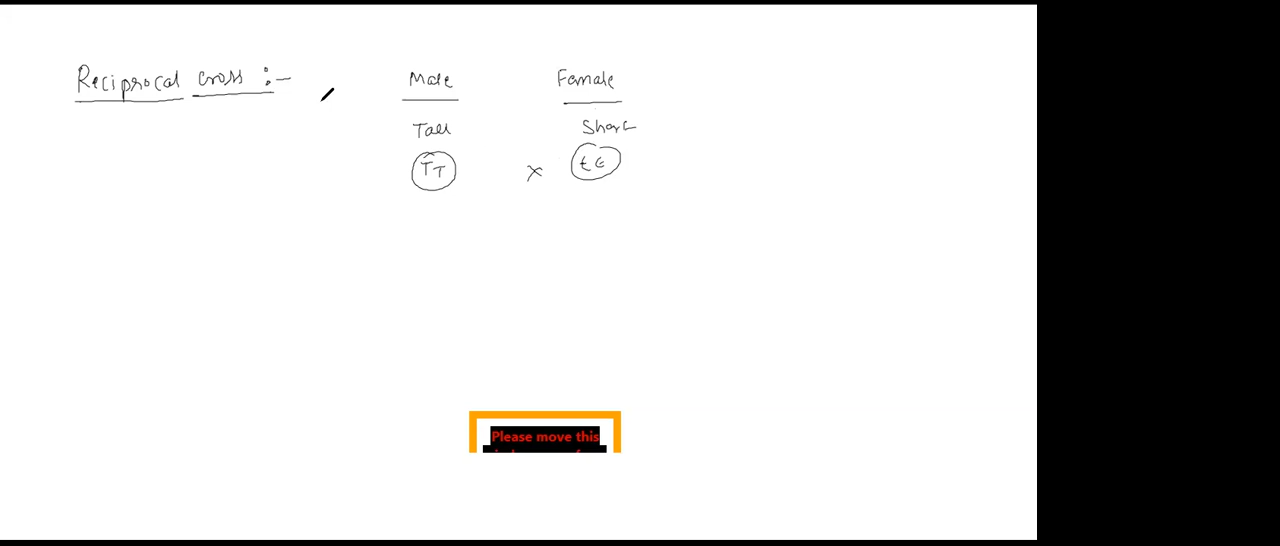 Reciprocal cross :- Male Female
Tall Short
TT x tt
Please move this